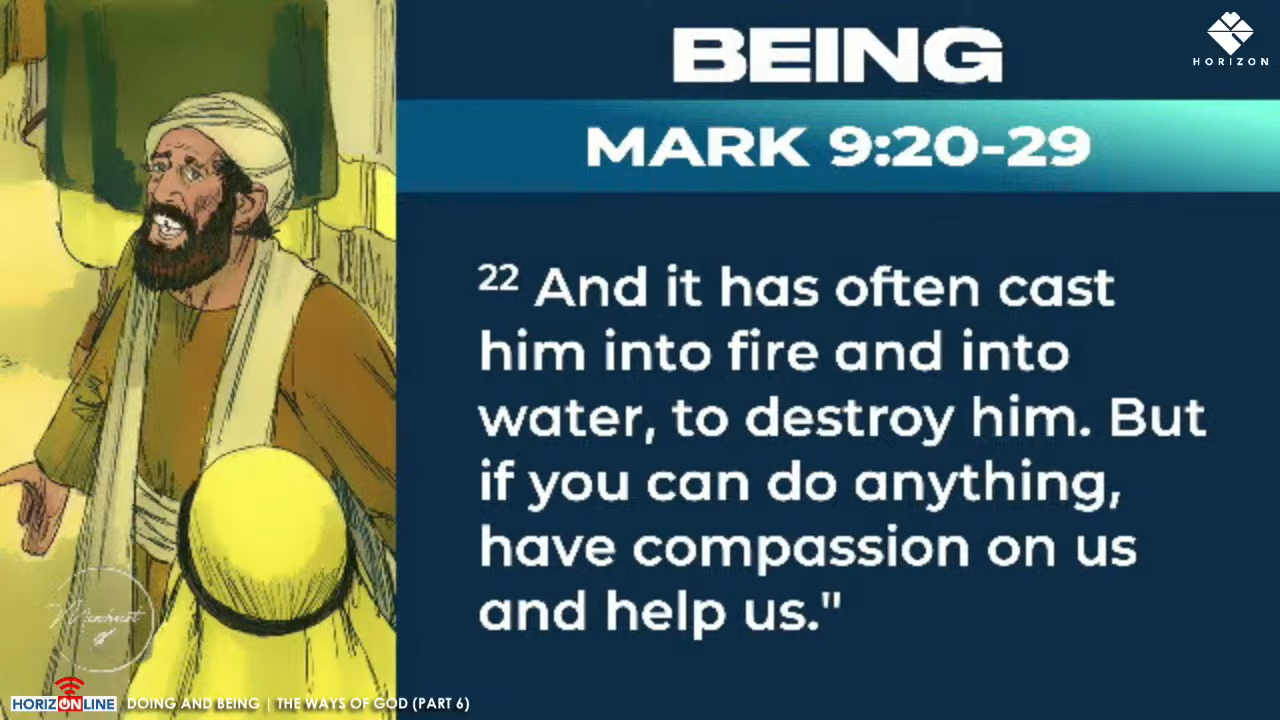 BEING
HORIZON
MARK 9:20-29
22 And it has often cast
him into fire and into
water, to destroy him. But
if you can do anything,
have compassion on us
and help us."
HORIZONLINE DOING AND BEING | THE WAYS OF GOD (PART 6)